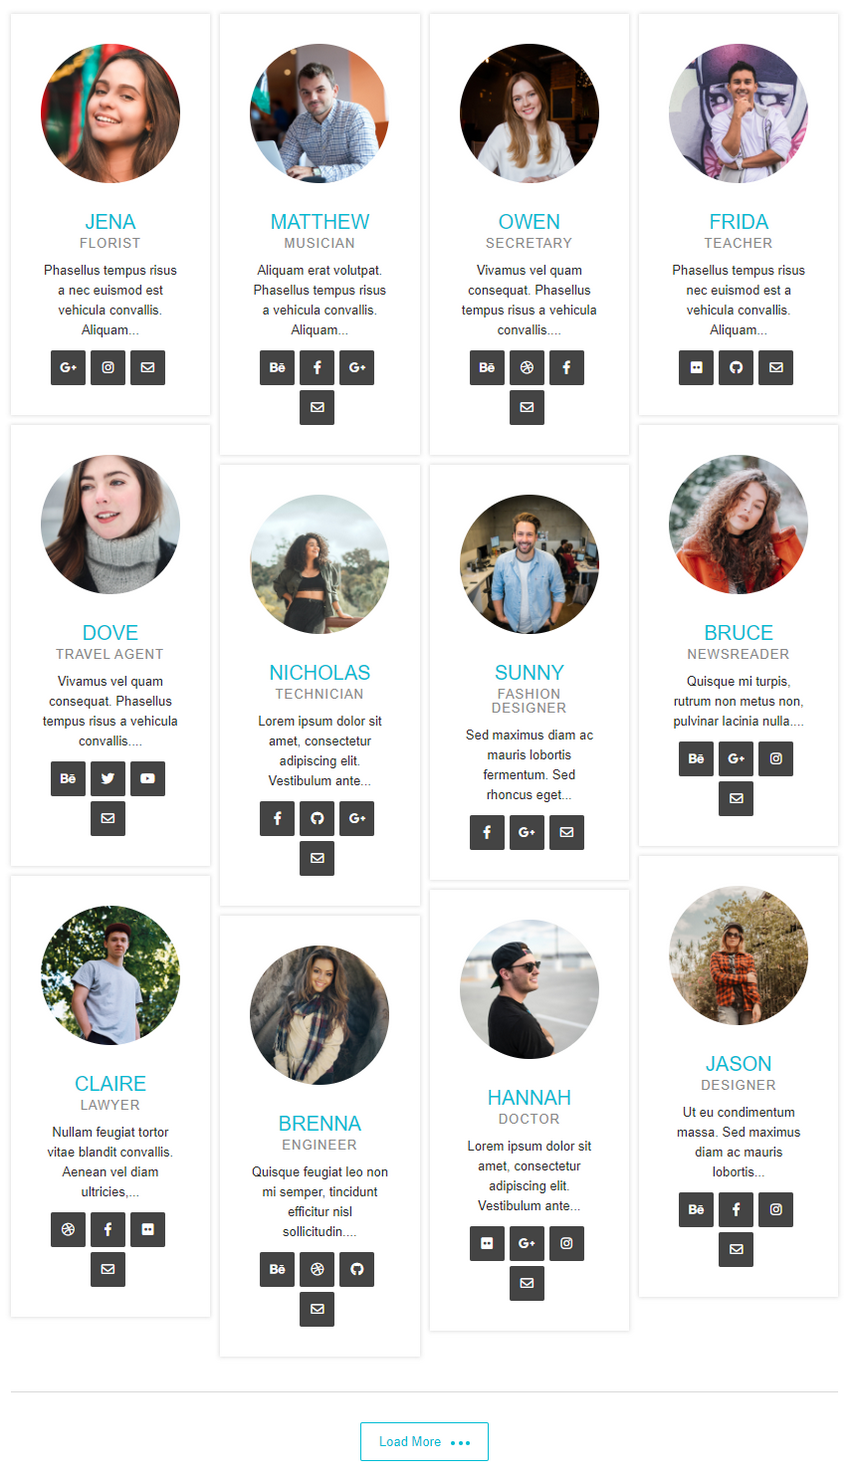 JENA
FLORIST
Phasellus tempus risus
a nec euismod est
vehicula convallis.
Aliquam...
G+
MATTHEW
MUSICIAN
Aliquam erat volutpat.
Phasellus tempus risus
a vehicula convallis.
Aliquam...
Bē f G+
OWEN
SECRETARY
Vivamus vel quam
consequat. Phasellus
tempus risus a vehicula
convallis....
Bē f
FRIDA
TEACHER
Phasellus tempus risus
nec euismod est a
vehicula convallis.
Aliquam...
DOVE
TRAVEL AGENT
Vivamus vel quam
consequat. Phasellus
tempus risus a vehicula
convallis....
Bē
NICHOLAS
TECHNICIAN
Lorem ipsum dolor sit
amet, consectetur
adipiscing elit.
Vestibulum ante...
f G+
SUNNY
FASHION
DESIGNER
Sed maximus diam ac
mauris lobortis
fermentum. Sed
rhoncus eget...
f G+
BRUCE
NEWSREADER
Quisque mi turpis,
rutrum non metus non,
pulvinar lacinia nulla....
Bē G+
CLAIRE
LAWYER
Nullam feugiat tortor
vitae blandit convallis.
Aenean vel diam
ultricies,...
f
BRENNA
ENGINEER
Quisque feugiat leo non
mi semper, tincidunt
efficitur nisl
sollicitudin....
Bē
HANNAH
DOCTOR
Lorem ipsum dolor sit
amet, consectetur
adipiscing elit.
Vestibulum ante...
G+
JASON
DESIGNER
Ut eu condimentum
massa. Sed maximus
diam ac mauris
lobortis...
Bē f
Load More •••